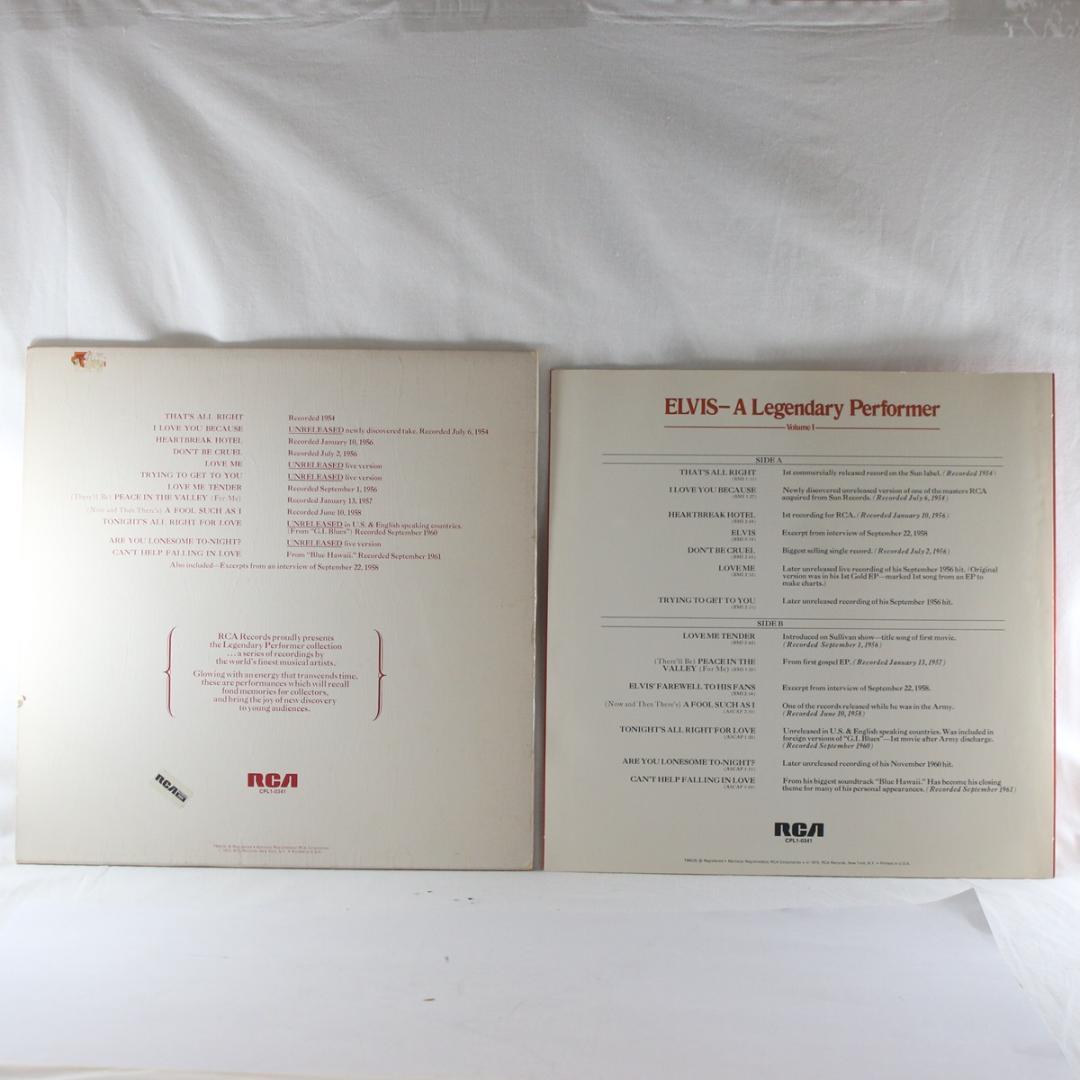 THAT'S ALL RIGHT Recorded 1954
I LOVE YOU BECAUSE UNRELEASED newly discovered take. Recorded July 6, 1954
HEARTBREAK HOTEL Recorded January 10, 1956
DON'T BE CRUEL Recorded July 2, 1956
LOVE ME UNRELEASED live version
TRYING TO GET TO YOU UNRELEASED live version
LOVE ME TENDER Recorded September 1, 1956
(There'll Be) PEACE IN THE VALLEY (For Me) Recorded January 13, 1957
(Now and Then There's) A FOOL SUCH AS I Recorded June 10, 1958
TONIGHT'S ALL RIGHT FOR LOVE UNRELEASED in U.S. & English speaking countries.
(From "G.I. Blues") Recorded September 1960
ARE YOU LONESOME TO-NIGHT? UNRELEASED live version
CAN'T HELP FALLING IN LOVE From "Blue Hawaii." Recorded September 1961
Also included—Excerpts from an interview of September 22, 1958
RCA Records proudly presents
the Legendary Performer collection
...a series of recordings by
the world's finest musical artists.
Glowing with an energy that transcends time,
these are performances which will recall
fond memories for collectors,
and bring the joy of new discovery
to young audiences.
RCA
RCA
CPL1-0341
ELVIS—A Legendary Performer
Volume 1
SIDE A
THAT'S ALL RIGHT 1st commercially released record on the Sun label. (Recorded 1954)
I LOVE YOU BECAUSE Newly discovered unreleased version of one of the masters RCA
acquired from Sun Records. (Recorded July 6, 1954)
HEARTBREAK HOTEL 1st recording for RCA. (Recorded January 10, 1956)
ELVIS Excerpt from interview of September 22, 1958
DON'T BE CRUEL Biggest selling single record. (Recorded July 2, 1956)
LOVE ME Later unreleased live recording of his September 1956 hit. (Original
version was in his 1st Gold EP—marked 1st song from an EP to
make charts.)
TRYING TO GET TO YOU Later unreleased recording of his September 1956 hit.
SIDE B
LOVE ME TENDER Introduced on Sullivan show—title song of first movie.
(Recorded September 1, 1956)
(There'll Be) PEACE IN THE From first gospel EP. (Recorded January 13, 1957)
VALLEY (For Me)
ELVIS' FAREWELL TO HIS FANS Excerpt from interview of September 22, 1958.
(Now and Then There's) A FOOL SUCH AS I One of the records released while he was in the Army.
(Recorded June 10, 1958)
TONIGHT'S ALL RIGHT FOR LOVE Unreleased in U.S. & English speaking countries. Was included in
foreign versions of "G.I. Blues"—1st movie after Army discharge.
(Recorded September 1960)
ARE YOU LONESOME TO-NIGHT? Later unreleased recording of his November 1960 hit.
CAN'T HELP FALLING IN LOVE From his biggest soundtrack "Blue Hawaii." Has become his closing
theme for many of his personal appearances. (Recorded September 1961)
RCA
CPL1-0341